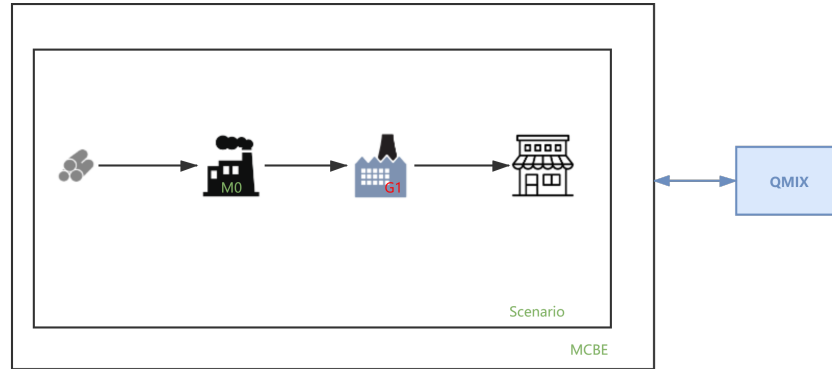 M0
G1
QMIX
Scenario
MCBE